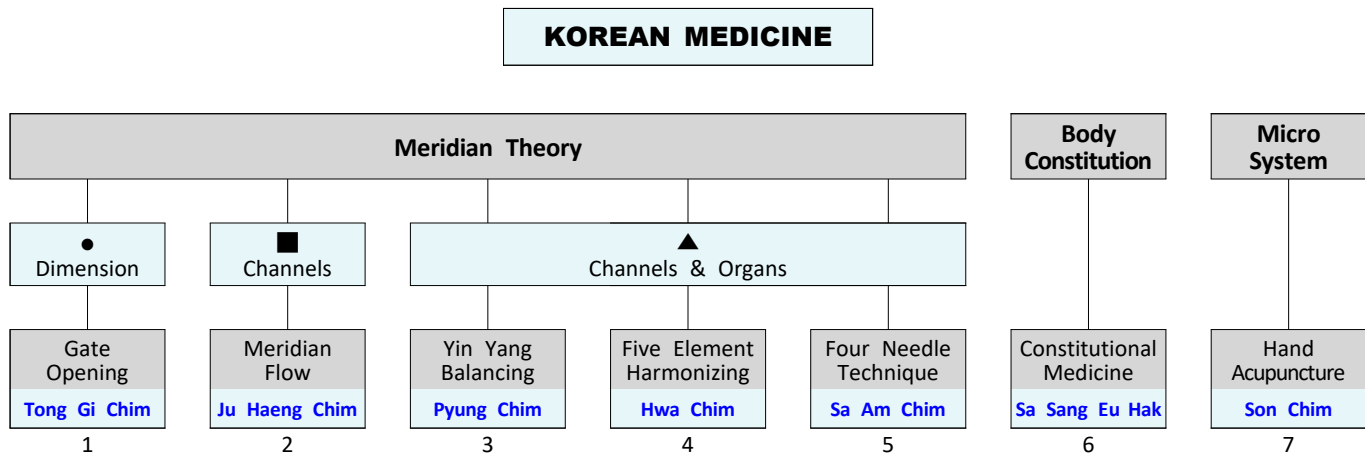 KOREAN MEDICINE
Meridian Theory
Body
Constitution
Micro
System
Dimension
Channels
Channels & Organs
Gate
Opening
Tong Gi Chim
1
Meridian
Flow
Ju Haeng Chim
2
Yin Yang
Balancing
Pyung Chim
3
Five Element
Harmonizing
Hwa Chim
4
Four Needle
Technique
Sa Am Chim
5
Constitutional
Medicine
Sa Sang Eu Hak
6
Hand
Acupuncture
Son Chim
7